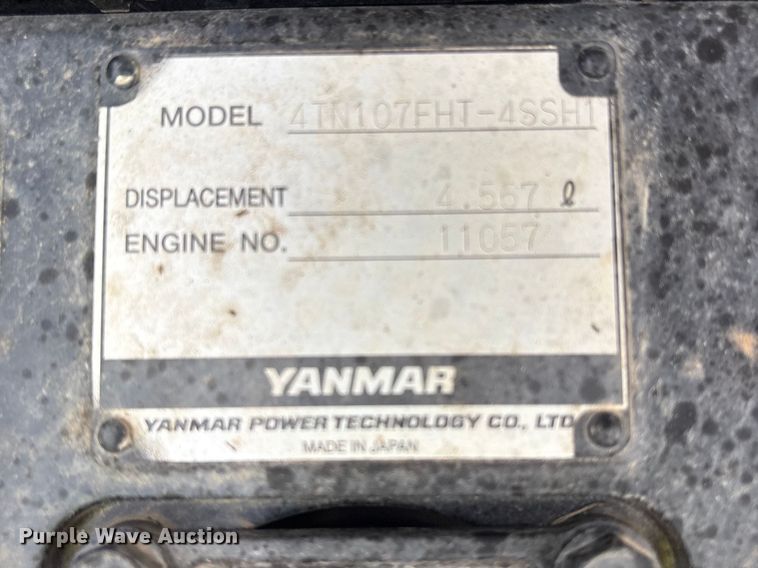 MODEL 4TN107FHT-4SSH1
DISPLACEMENT 4.567 ℓ
ENGINE NO. 11057
YANMAR
YANMAR POWER TECHNOLOGY CO., LTD
MADE IN JAPAN
Purple Wave Auction